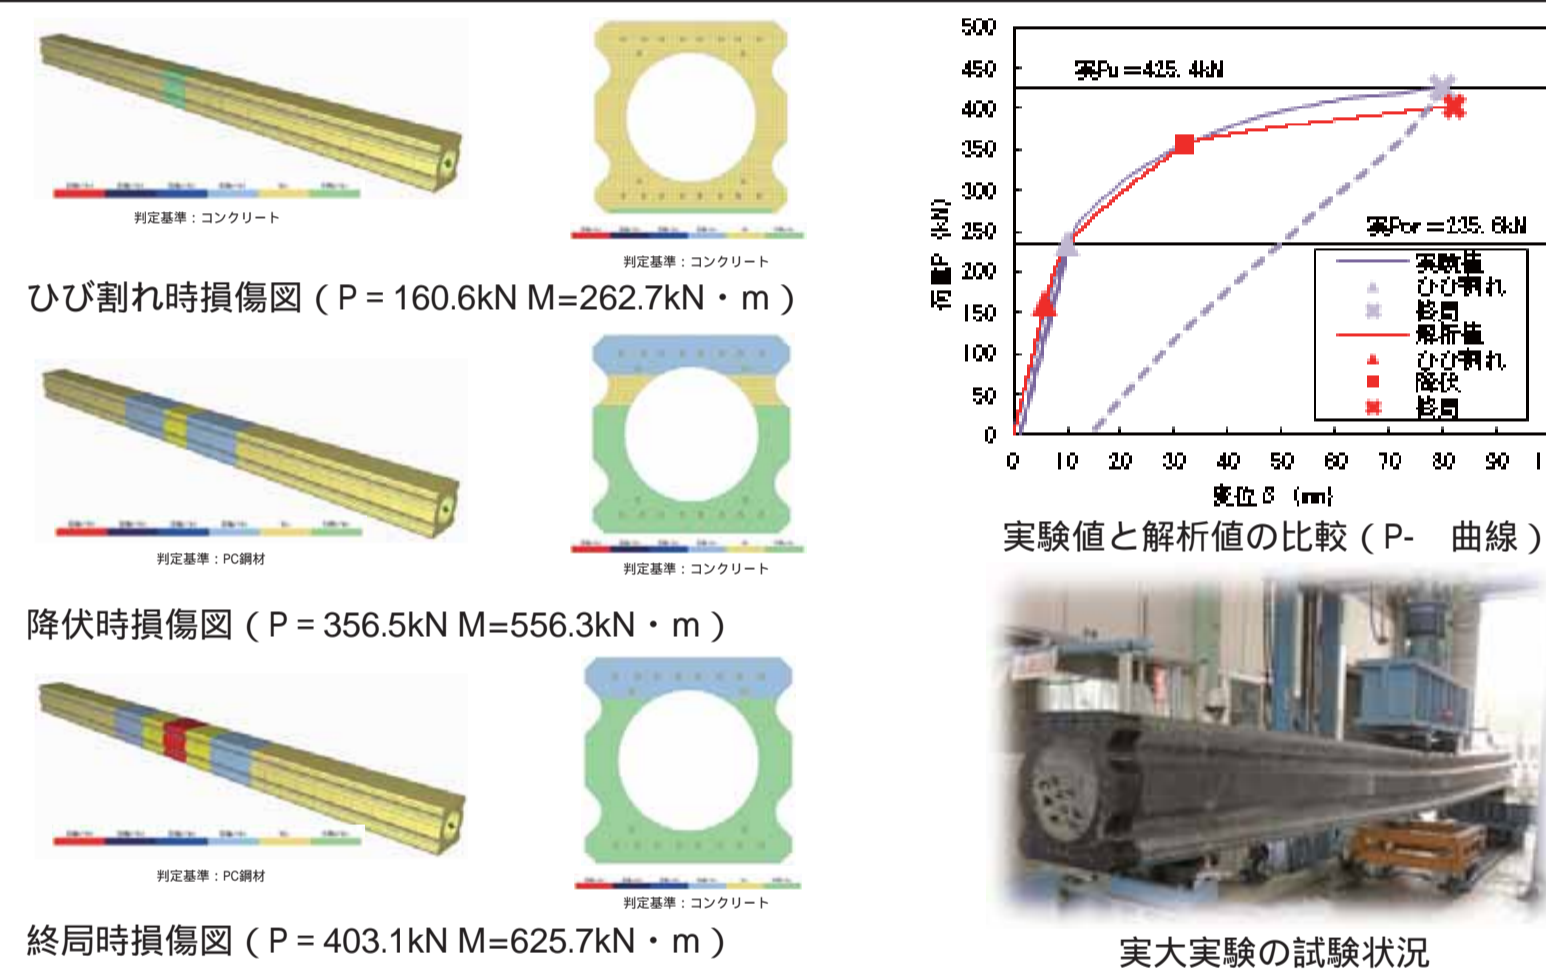 判定基準：コンクリート
判定基準：コンクリート
ひび割れ時損傷図（P = 160.6kN M=262.7kN・m）
判定基準：PC鋼材
判定基準：コンクリート
降伏時損傷図（P = 356.5kN M=556.3kN・m）
判定基準：PC鋼材
判定基準：コンクリート
終局時損傷図（P = 403.1kN M=625.7kN・m）
500
450
400
350
300
250
200
150
100
50
0
荷重P (kN)
実Pu＝425.4kN
実Pcr＝235.6kN
実験値
ひび割れ
終局
解析値
ひび割れ
降伏
終局
0 10 20 30 40 50 60 70 80 90
変位δ (mm)
実験値と解析値の比較（P-　曲線）
実大実験の試験状況